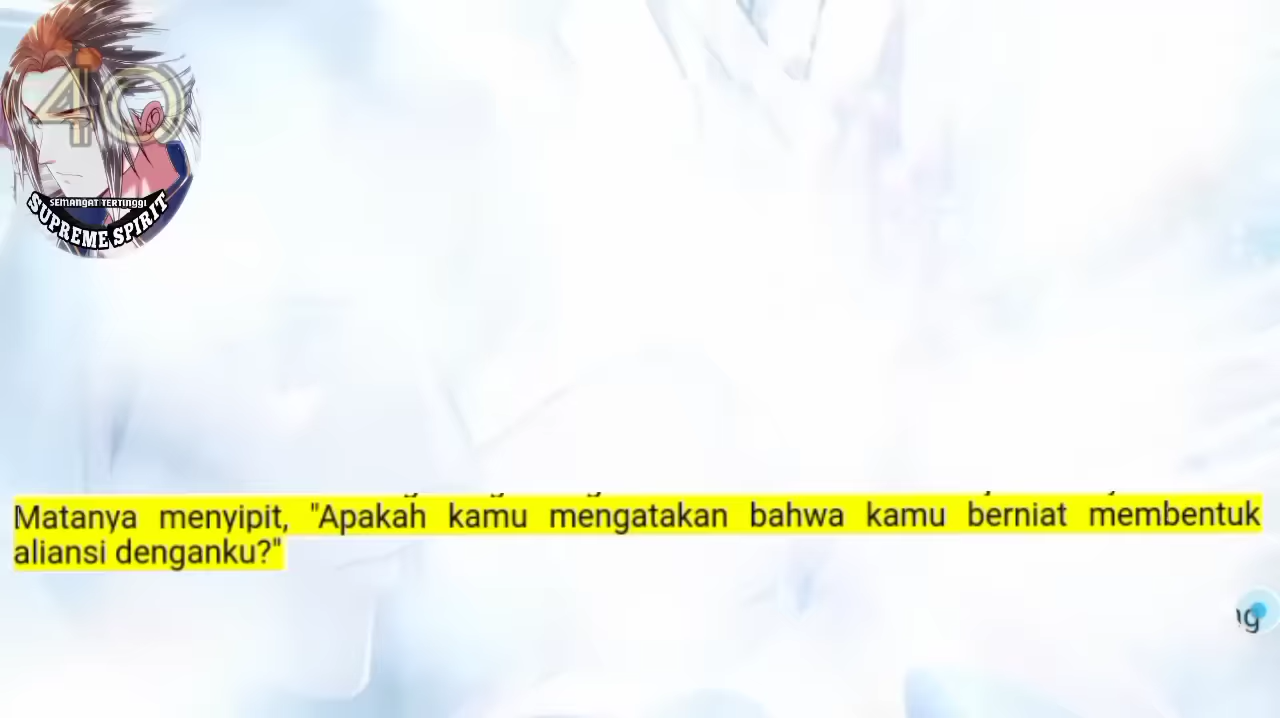 40
SEMANGAT TERTINGGI
SUPREME SPIRIT
Matanya menyipit, "Apakah kamu mengatakan bahwa kamu berniat membentuk
aliansi denganku?"